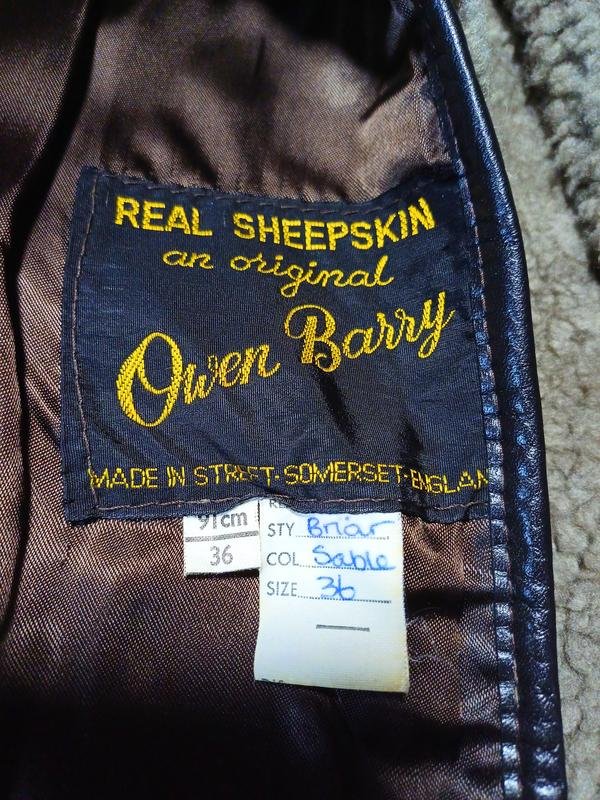 REAL SHEEPSKIN
an original
Owen Barry
MADE IN STREET·SOMERSET·ENGLAN
91cm
36
STY Briar
COL Sable
SIZE 36